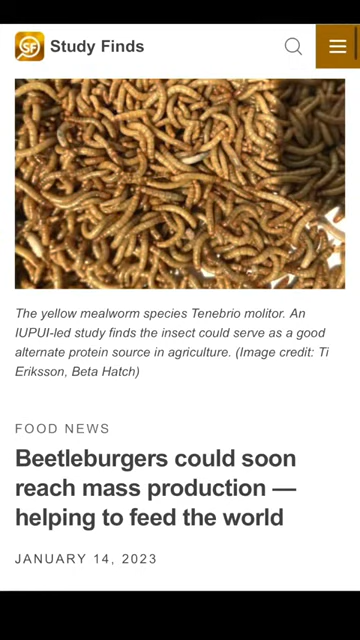 SF
Study Finds
The yellow mealworm species Tenebrio molitor. An
IUPUI-led study finds the insect could serve as a good
alternate protein source in agriculture. (Image credit: Ti
Eriksson, Beta Hatch)
FOOD NEWS
Beetleburgers could soon
reach mass production —
helping to feed the world
JANUARY 14, 2023